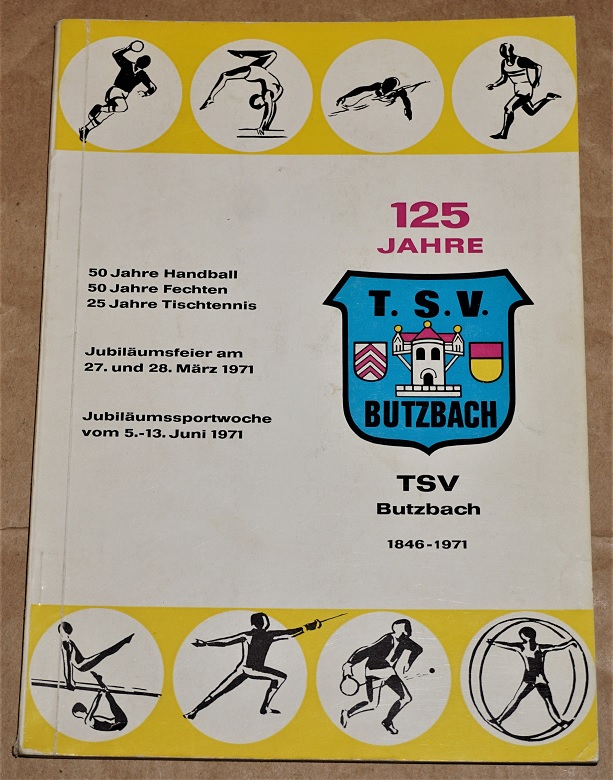 125
JAHRE
50 Jahre Handball
50 Jahre Fechten
25 Jahre Tischtennis
Jubiläumsfeier am
27. und 28. März 1971
Jubiläumssportwoche
vom 5.-13. Juni 1971
T. S. V.
BUTZBACH
TSV
Butzbach
1846-1971